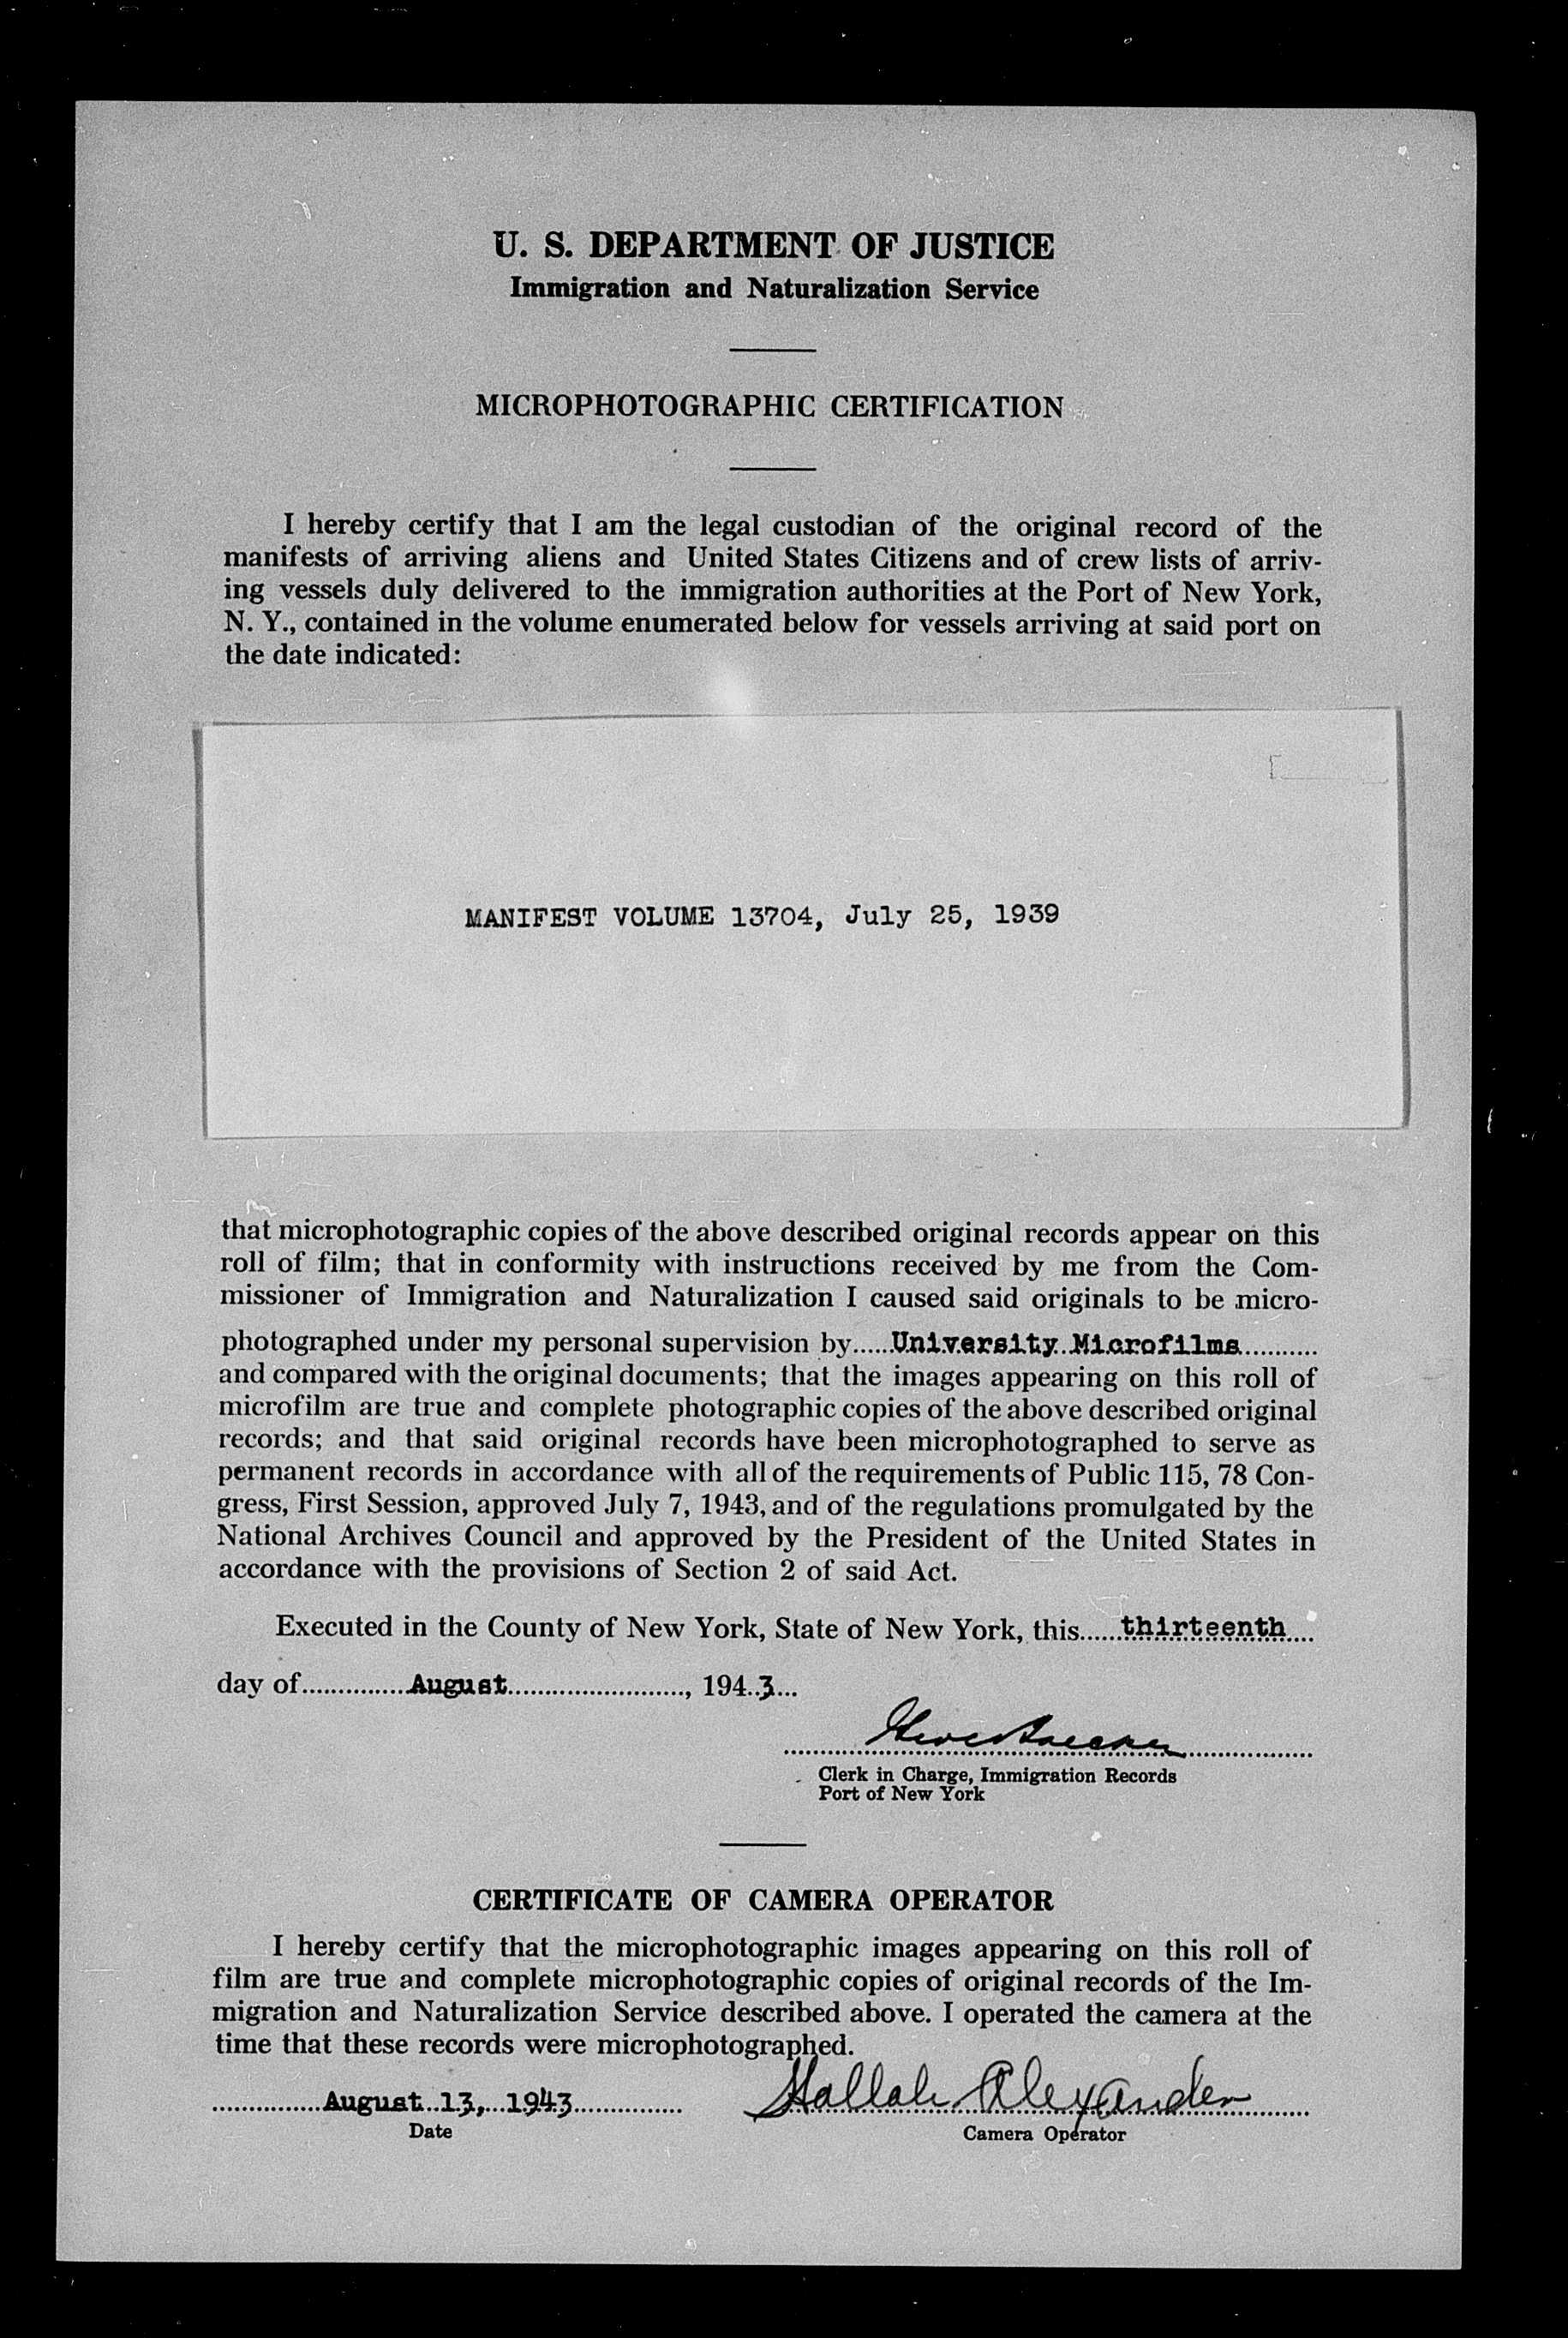 U. S. DEPARTMENT OF JUSTICE
Immigration and Naturalization Service
MICROPHOTOGRAPHIC CERTIFICATION
I hereby certify that I am the legal custodian of the original record of the
manifests of arriving aliens and United States Citizens and of crew lists of arriv-
ing vessels duly delivered to the immigration authorities at the Port of New York,
N. Y., contained in the volume enumerated below for vessels arriving at said port on
the date indicated:
MANIFEST VOLUME 13704, July 25, 1939
that microphotographic copies of the above described original records appear on this
roll of film; that in conformity with instructions received by me from the Com-
missioner of Immigration and Naturalization I caused said originals to be micro-
photographed under my personal supervision by.....University Microfilms..........
and compared with the original documents; that the images appearing on this roll of
microfilm are true and complete photographic copies of the above described original
records; and that said original records have been microphotographed to serve as
permanent records in accordance with all of the requirements of Public 115, 78 Con-
gress, First Session, approved July 7, 1943, and of the regulations promulgated by the
National Archives Council and approved by the President of the United States in
accordance with the provisions of Section 2 of said Act.
Executed in the County of New York, State of New York, this......thirteenth....
day of...............August........................, 194..3...
Clerk in Charge, Immigration Records
Port of New York
CERTIFICATE OF CAMERA OPERATOR
I hereby certify that the microphotographic images appearing on this roll of
film are true and complete microphotographic copies of original records of the Im-
migration and Naturalization Service described above. I operated the camera at the
time that these records were microphotographed.
...............August 13, 1943............... Hallah Alexander
Date Camera Operator